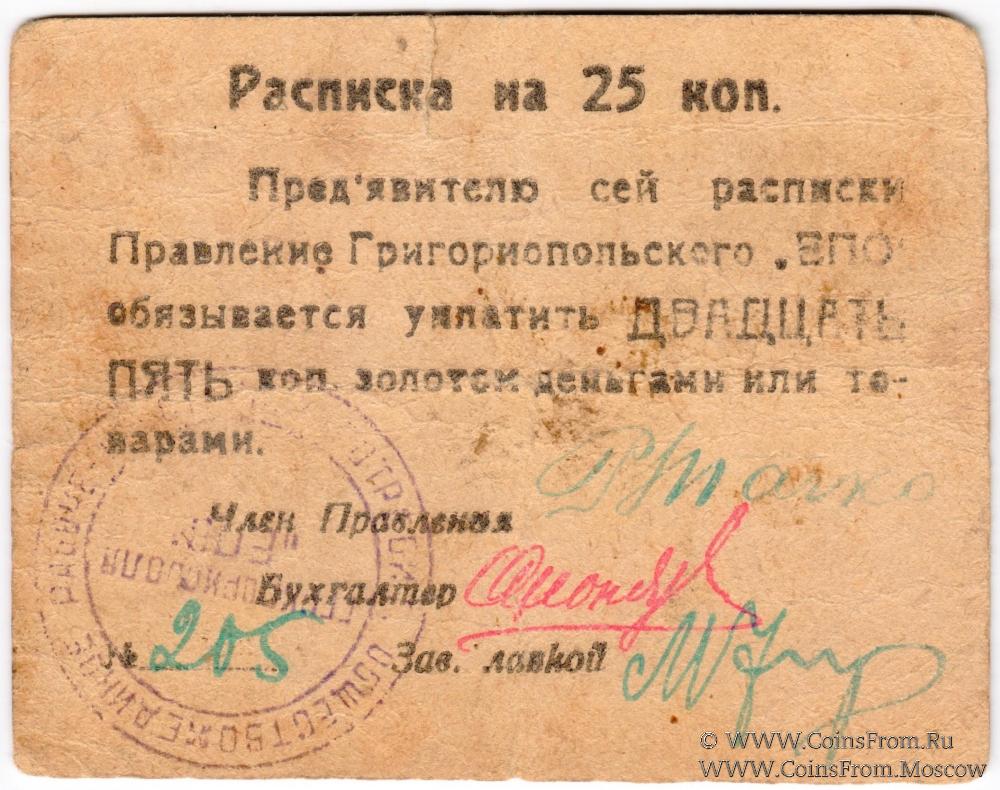 Расписка на 25 коп.
Пред'явителю сей расписки
Правление Григориопольского „ЕПО"
обязывается уплатить ДВАДЦАТЬ
ПЯТЬ коп. золотом деньгами или то-
варами.
Член Правления
Бухгалтер
№ 205 Зав. лавкой
ОБЩЕСТВО
© WWW.CoinsFrom.Ru
WWW.CoinsFrom.Moscow